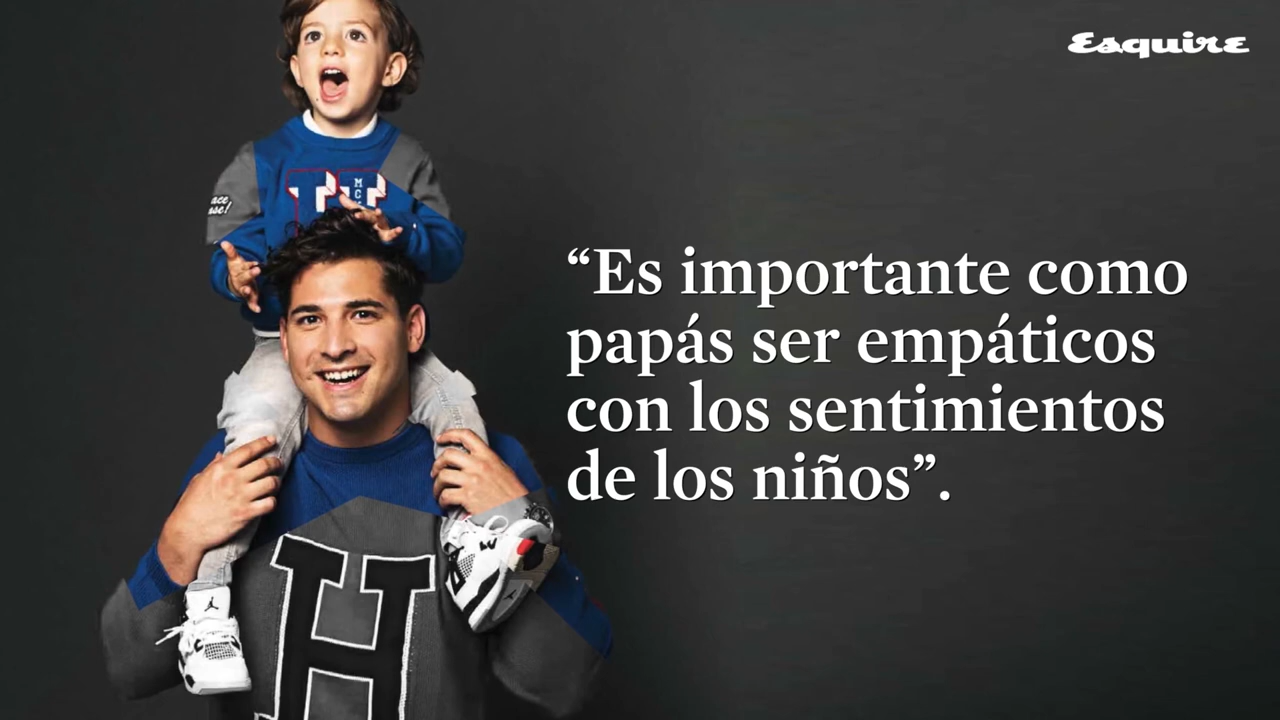 Esquire
“Es importante como
papás ser empáticos
con los sentimientos
de los niños”.
H